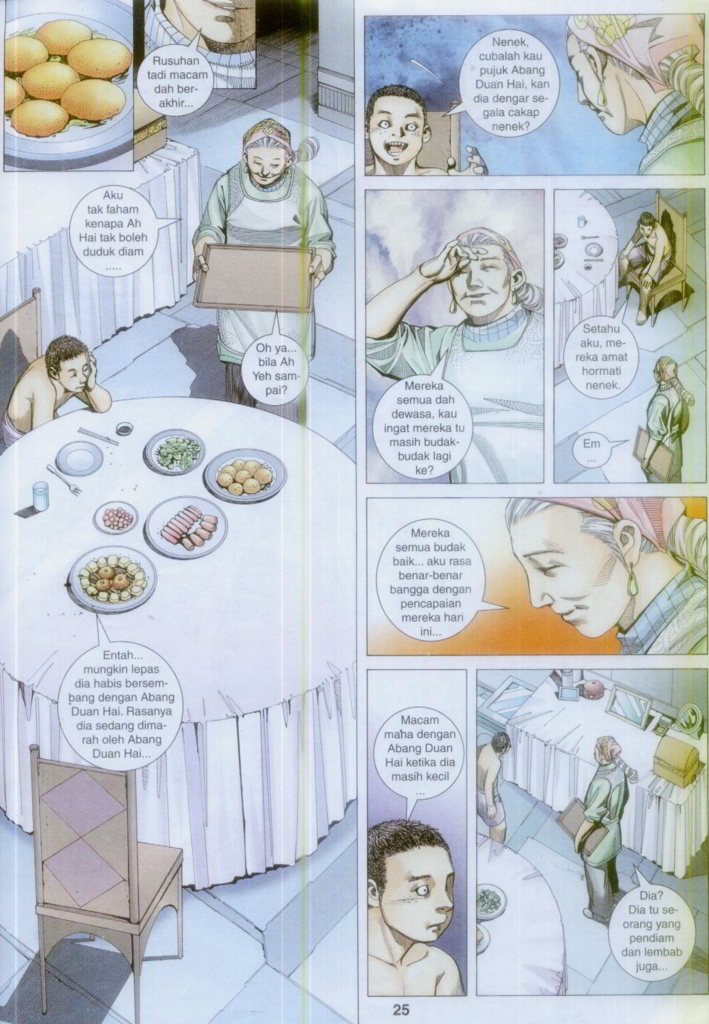 Rusuhan
tadi macam
dah ber-
akhir...
Aku
tak faham
kenapa Ah
Hai tak boleh
duduk diam
.....
Oh ya...
bila Ah
Yeh sam-
pai?
Entah...
mungkin lepas
dia habis bersem-
bang dengan Abang
Duan Hai. Rasanya
dia sedang dima-
rah oleh Abang
Duan Hai...
Nenek,
cubalah kau
pujuk Abang
Duan Hai, kan
dia dengar se-
gala cakap
nenek?
Mereka
semua dah
dewasa, kau
ingat mereka tu
masih budak-
budak lagi
ke?
Setahu
aku, me-
reka amat
hormati
nenek.
Em
...
Mereka
semua budak
baik... aku rasa
benar-benar
bangga dengan
pencapaian
mereka hari
ini...
Macam
mana dengan
Abang Duan
Hai ketika dia
masih kecil
...
Dia?
Dia tu se-
orang yang
pendiam
dan lembab
juga...
25